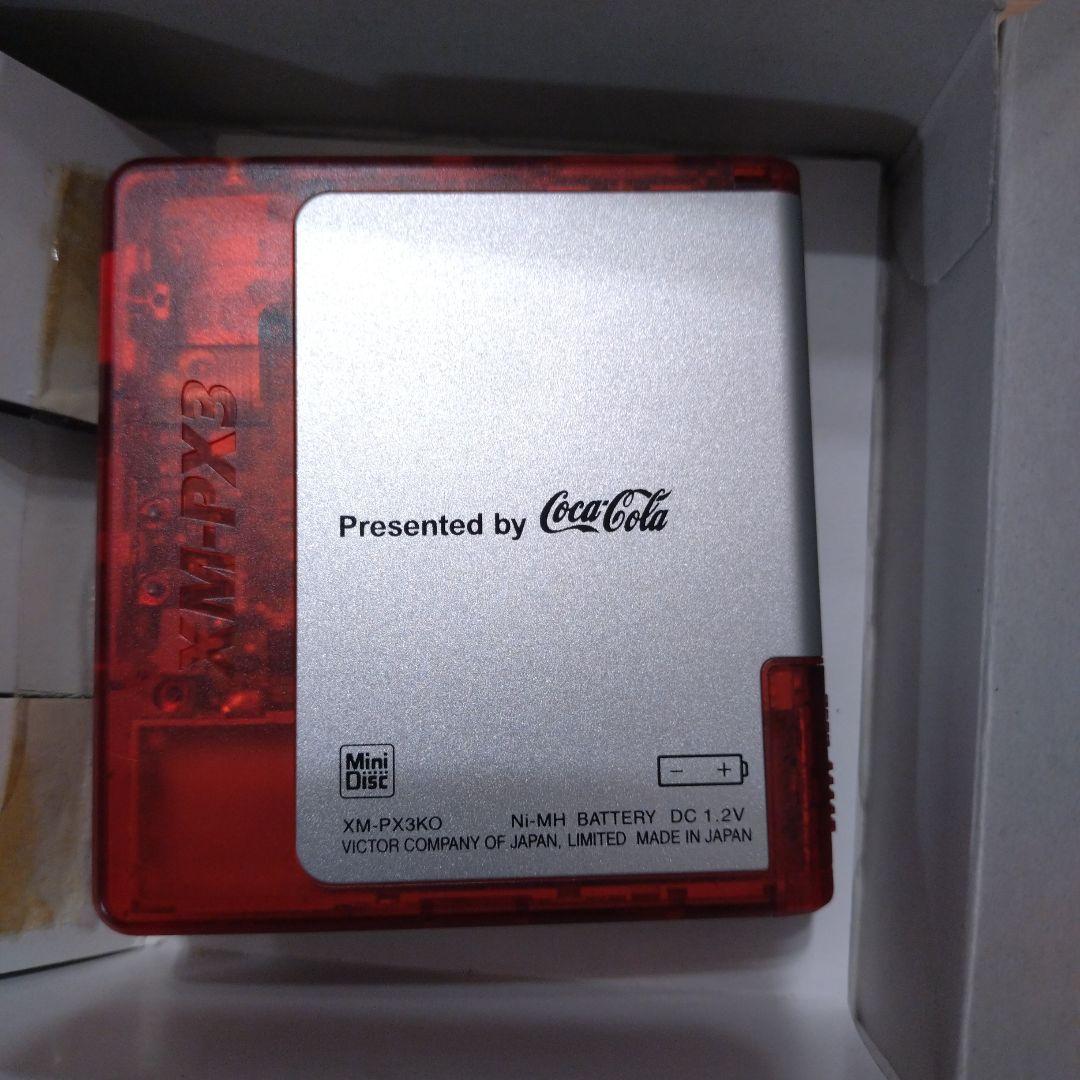 XM-PX3
Presented by Coca-Cola
Mini
Disc
− +
XM-PX3KO Ni-MH BATTERY DC 1.2V
VICTOR COMPANY OF JAPAN, LIMITED MADE IN JAPAN